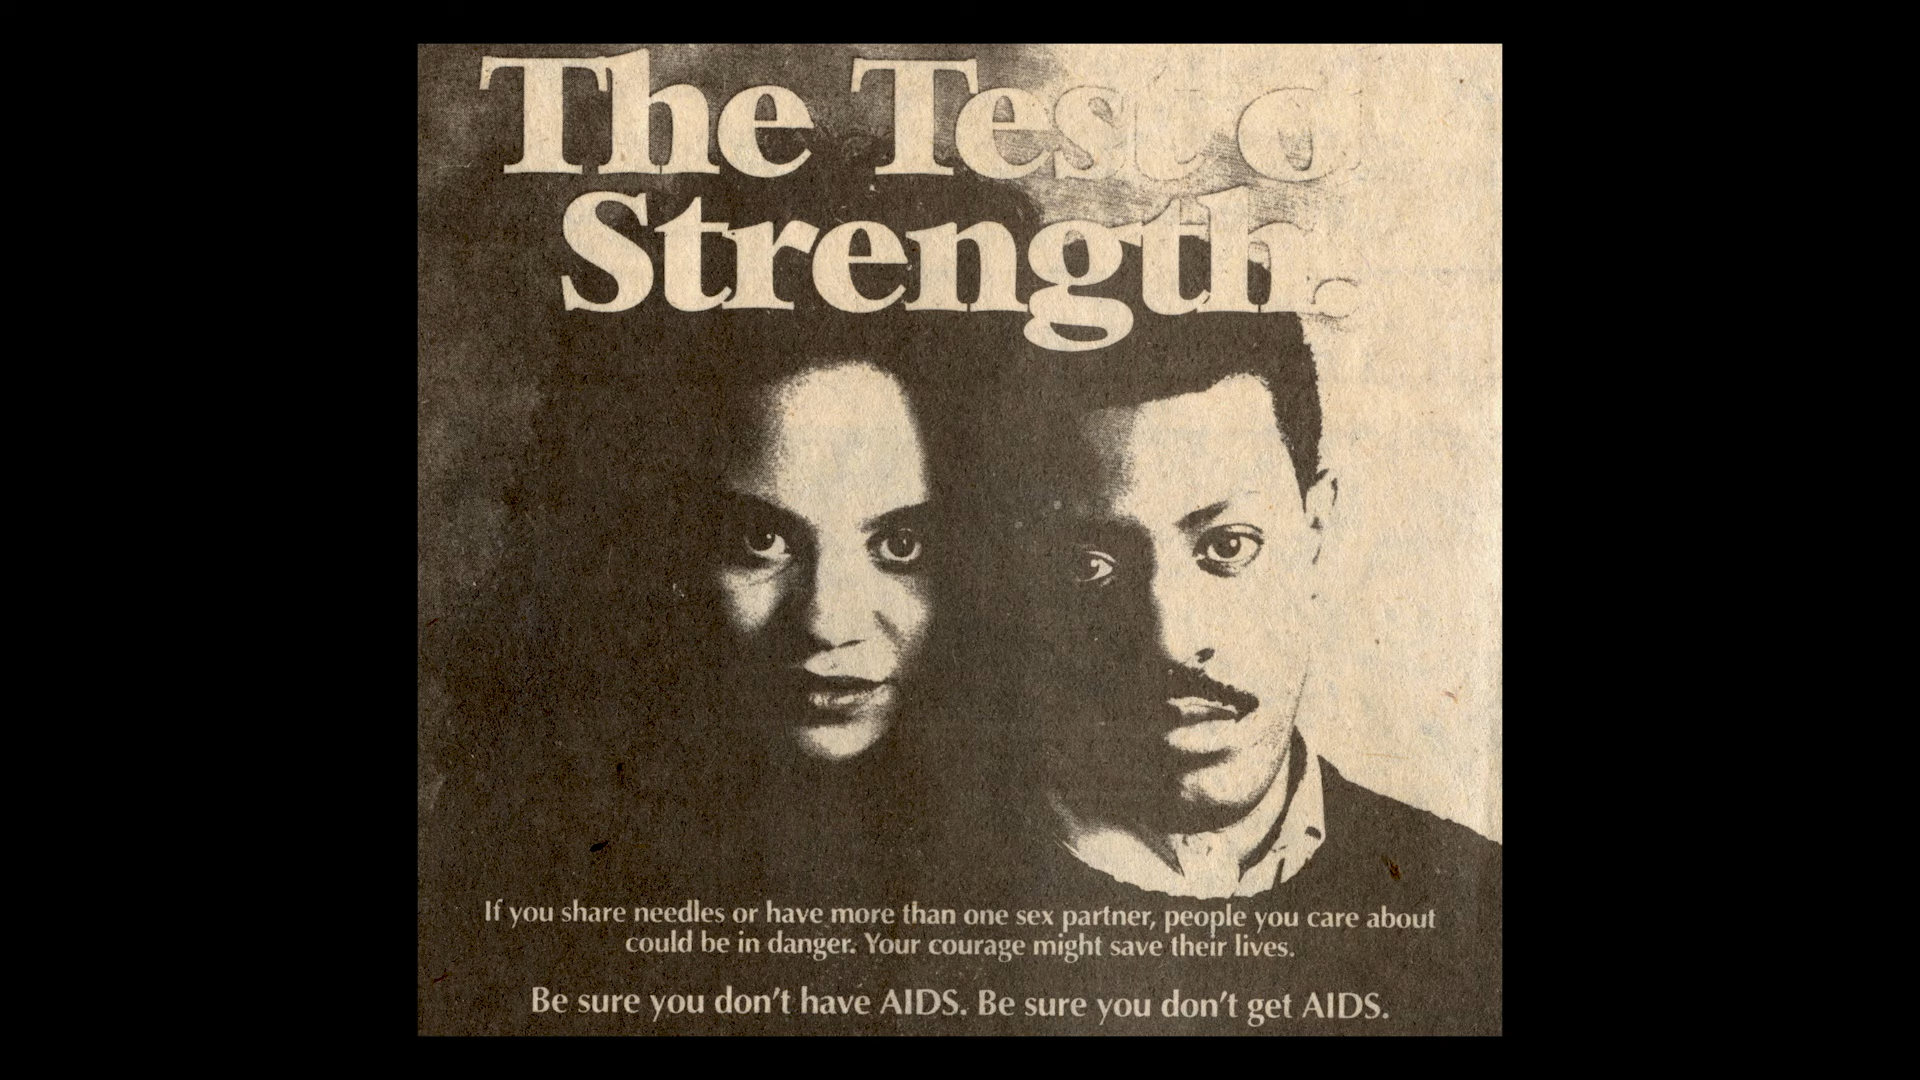 The Test of
Strength.
If you share needles or have more than one sex partner, people you care about
could be in danger. Your courage might save their lives.
Be sure you don't have AIDS. Be sure you don't get AIDS.